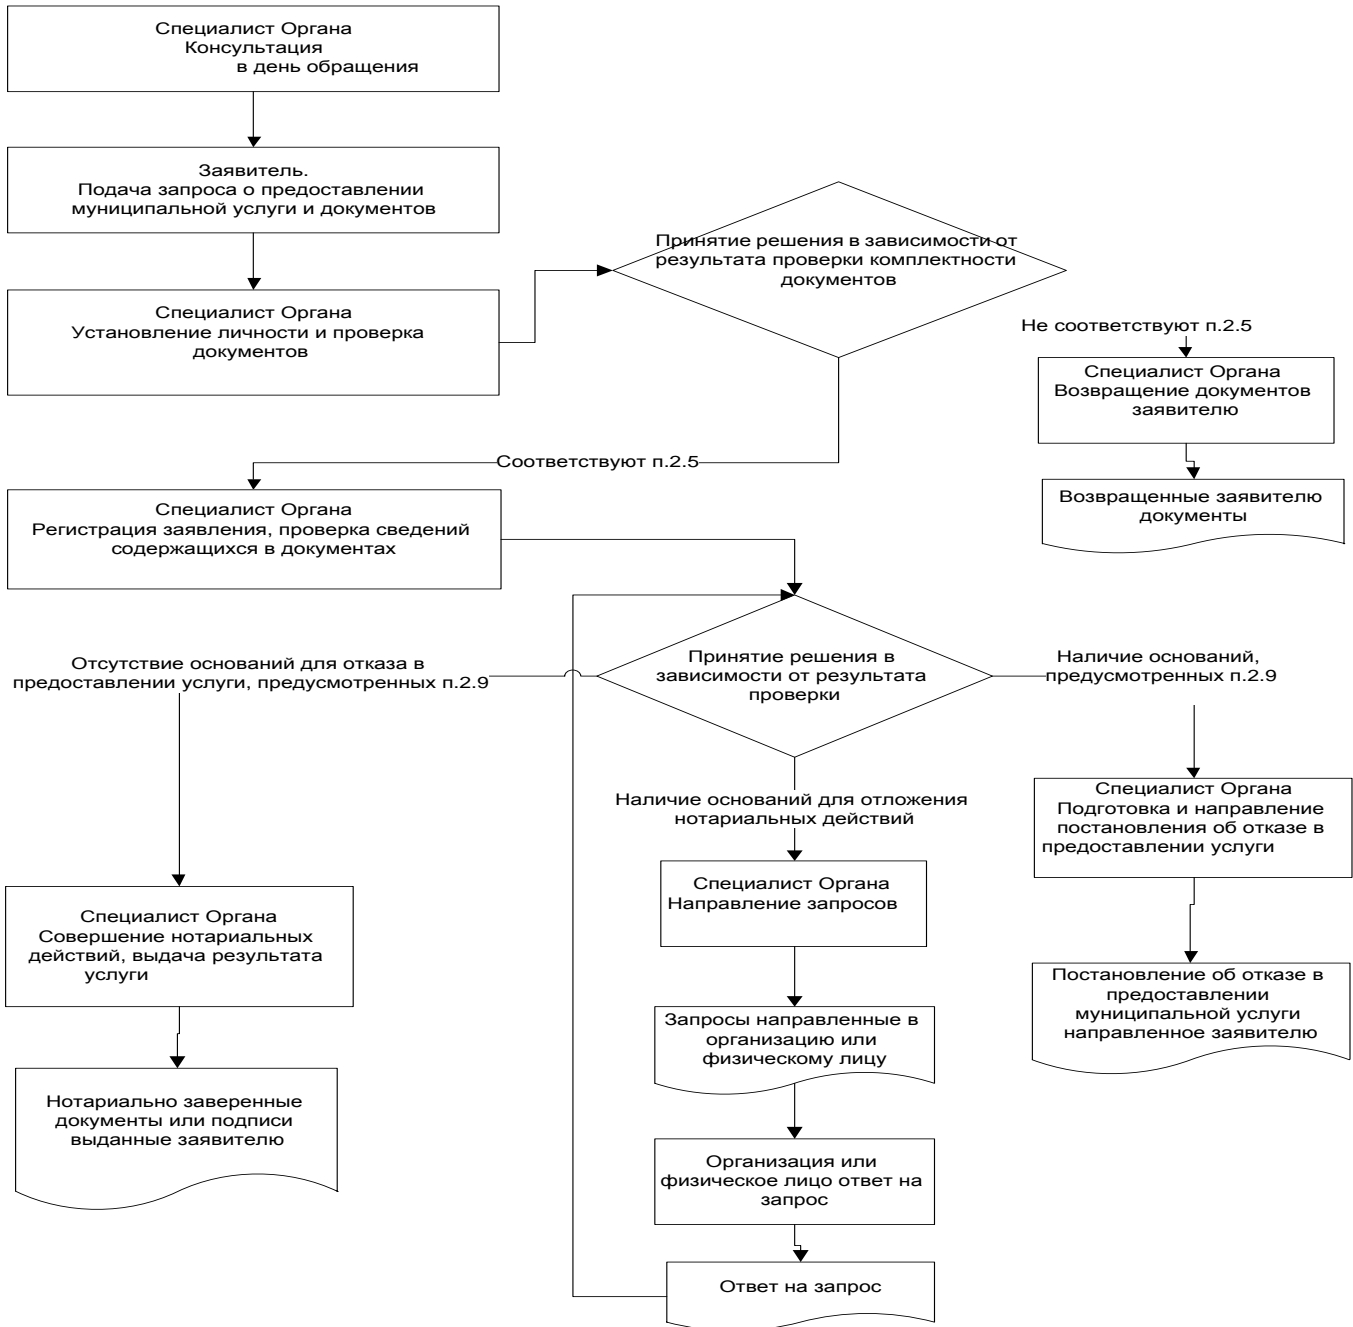 Специалист Органа
Консультация
в день обращения
Заявитель.
Подача запроса о предоставлении
муниципальной услуги и документов
Специалист Органа
Установление личности и проверка
документов
Принятие решения в зависимости от
результата проверки комплектности
документов
Не соответствуют п.2.5
Специалист Органа
Возвращение документов
заявителю
Возвращенные заявителю
документы
Соответствуют п.2.5
Специалист Органа
Регистрация заявления, проверка сведений
содержащихся в документах
Принятие решения в
зависимости от результата
проверки
Отсутствие оснований для отказа в
предоставлении услуги, предусмотренных п.2.9
Наличие оснований,
предусмотренных п.2.9
Наличие оснований для отложения
нотариальных действий
Специалист Органа
Подготовка и направление
постановления об отказе в
предоставлении услуги
Специалист Органа
Направление запросов
Специалист Органа
Совершение нотариальных
действий, выдача результата
услуги
Постановление об отказе в
предоставлении
муниципальной услуги
направленное заявителю
Запросы направленные в
организацию или
физическому лицу
Нотариально заверенные
документы или подписи
выданные заявителю
Организация или
физическое лицо ответ на
запрос
Ответ на запрос